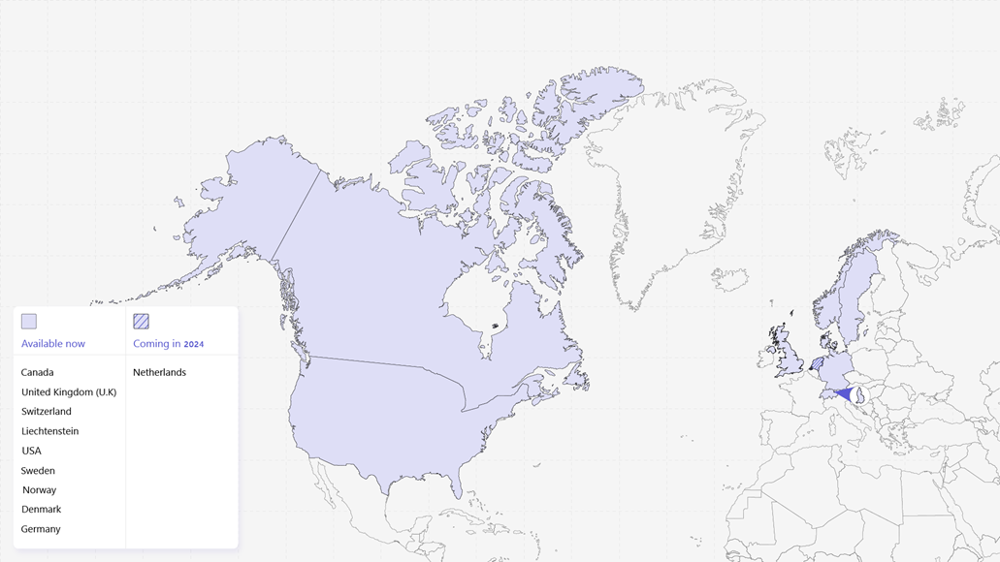 Available now
Coming in 2024
Canada
Netherlands
United Kingdom (U.K)
Switzerland
Liechtenstein
USA
Sweden
Norway
Denmark
Germany